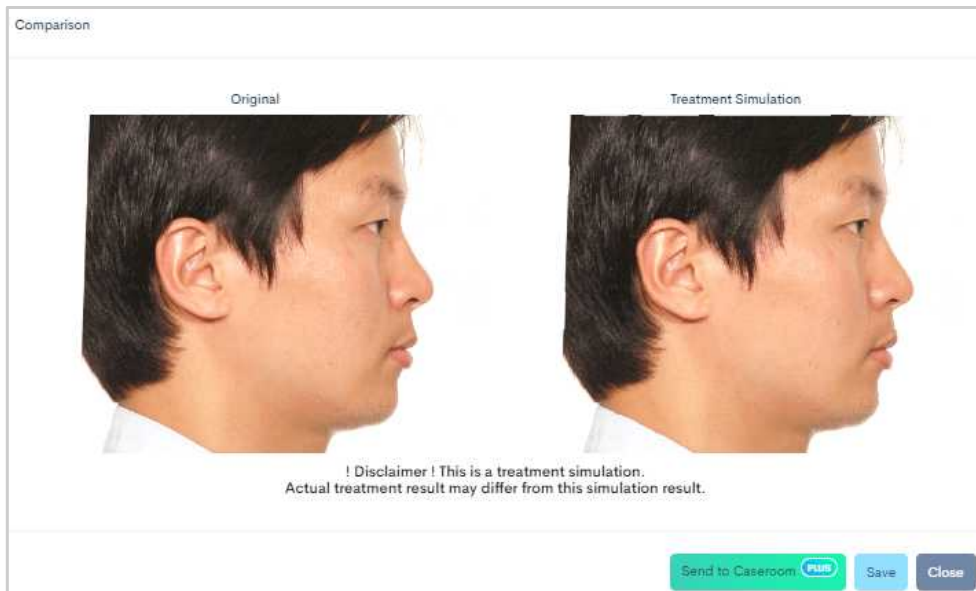 Comparison
Original
Treatment Simulation
! Disclaimer ! This is a treatment simulation.
Actual treatment result may differ from this simulation result.
Send to Caseroom PLUS
Save
Close